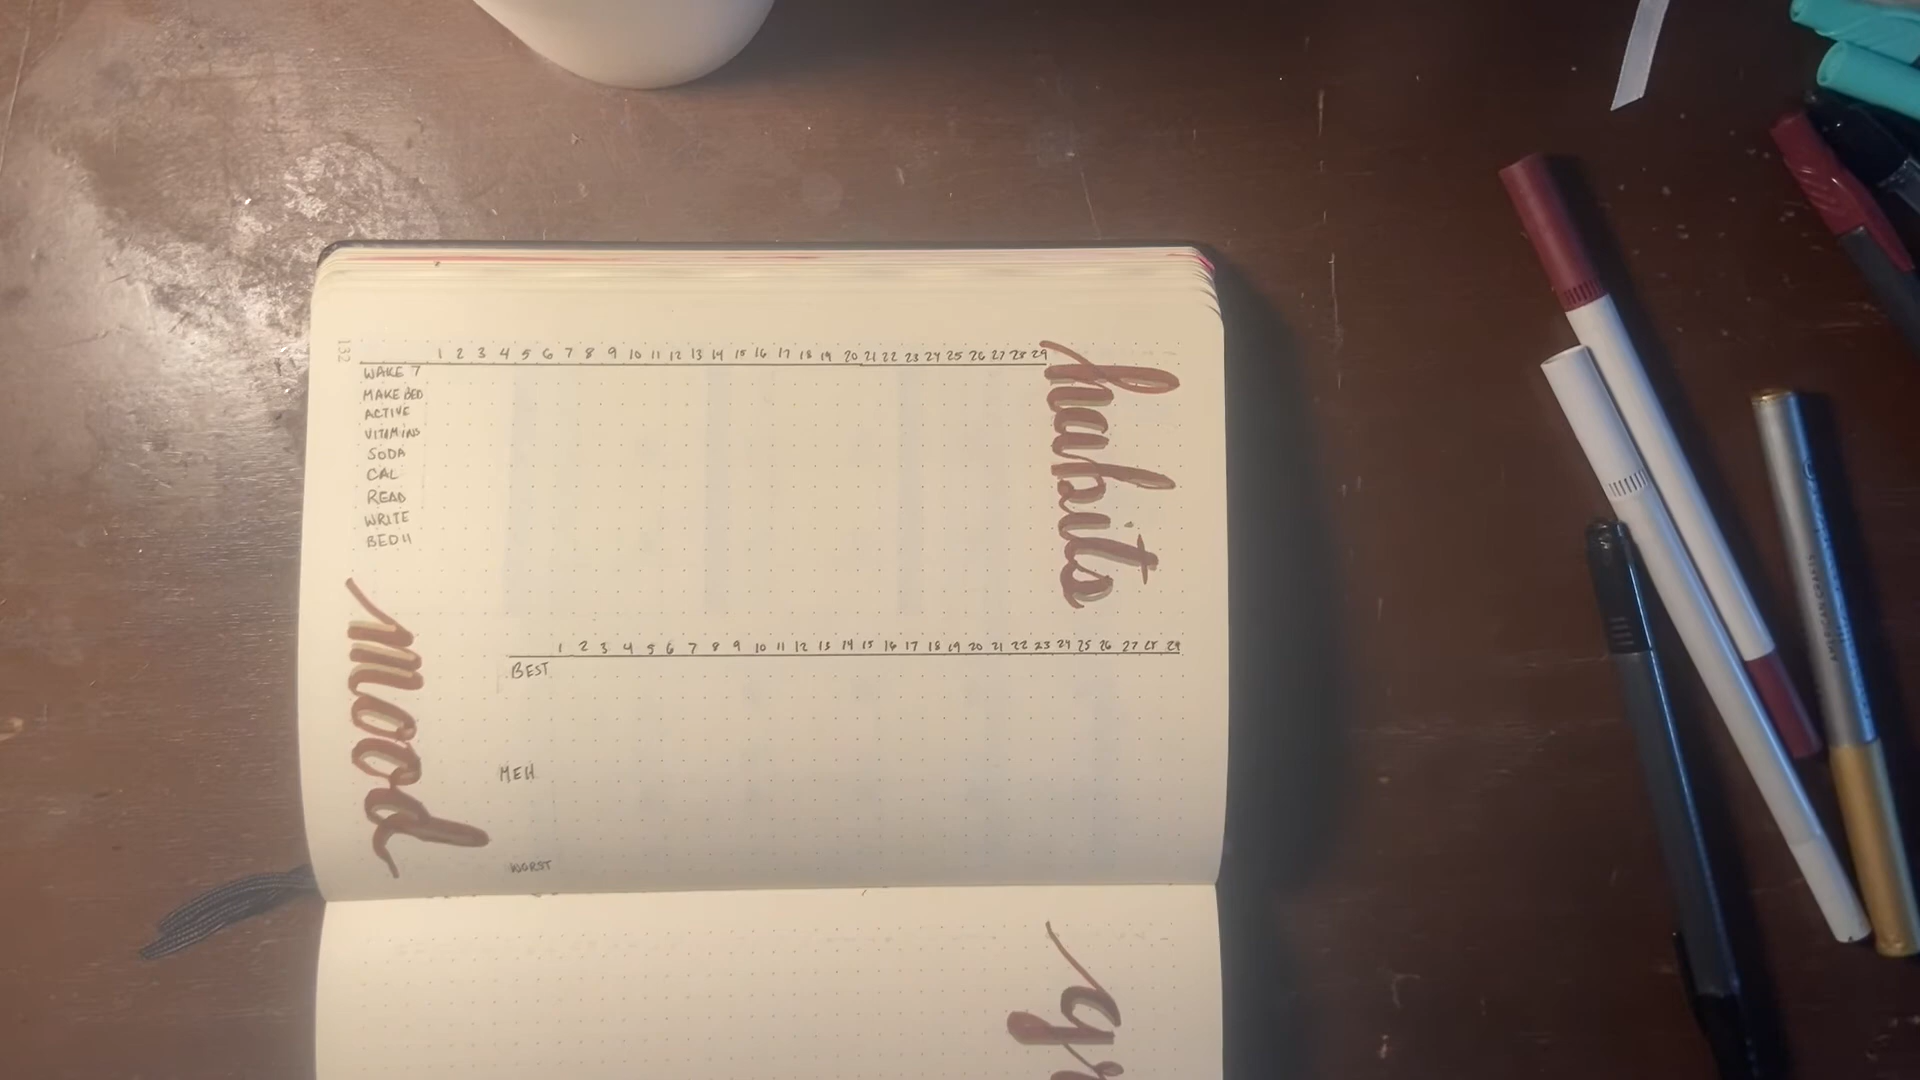 132
1 2 3 4 5 6 7 8 9 10 11 12 13 14 15 16 17 18 19 20 21 22 23 24 25 26 27 28 29
habits
WAKE 7
MAKE BED
ACTIVE
VITAMINS
SODA
CAL
READ
WRITE
BED 11
mood
1 2 3 4 5 6 7 8 9 10 11 12 13 14 15 16 17 18 19 20 21 22 23 24 25 26 27 28 29
BEST
MEH
WORST
gr